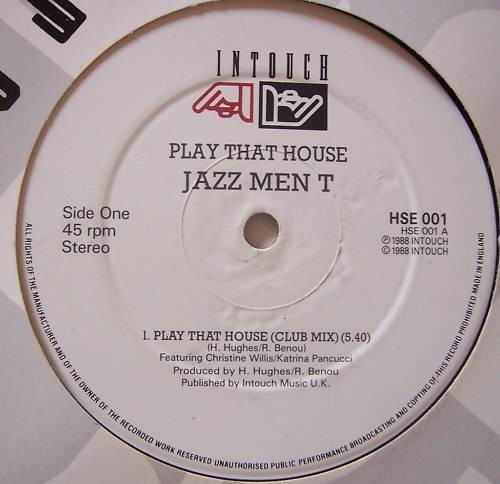 INTOUCH
PLAY THAT HOUSE
JAZZ MEN T
Side One
45 rpm
Stereo
HSE 001
HSE 001 A
Ⓟ 1988 INTOUCH
© 1988 INTOUCH
1. PLAY THAT HOUSE (CLUB MIX) (5.40)
(H. Hughes/R. Benou)
Featuring Christine Willis/Katrina Pancucci
Produced by H. Hughes/R. Benou
Published by Intouch Music U.K.
ALL RIGHTS OF THE MANUFACTURER AND OF THE OWNER OF THE RECORDED WORK RESERVED UNAUTHORISED PUBLIC PERFORMANCE BROADCASTING AND COPYING OF THIS RECORD PROHIBITED MADE IN ENGLAND